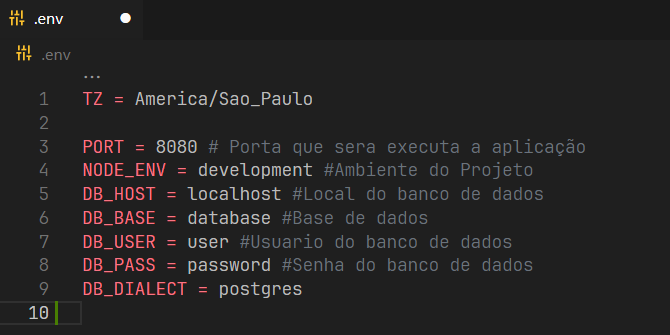 .env
.env
...
1 TZ = America/Sao_Paulo
2
3 PORT = 8080 # Porta que sera executa a aplicação
4 NODE_ENV = development #Ambiente do Projeto
5 DB_HOST = localhost #Local do banco de dados
6 DB_BASE = database #Base de dados
7 DB_USER = user #Usuario do banco de dados
8 DB_PASS = password #Senha do banco de dados
9 DB_DIALECT = postgres
10